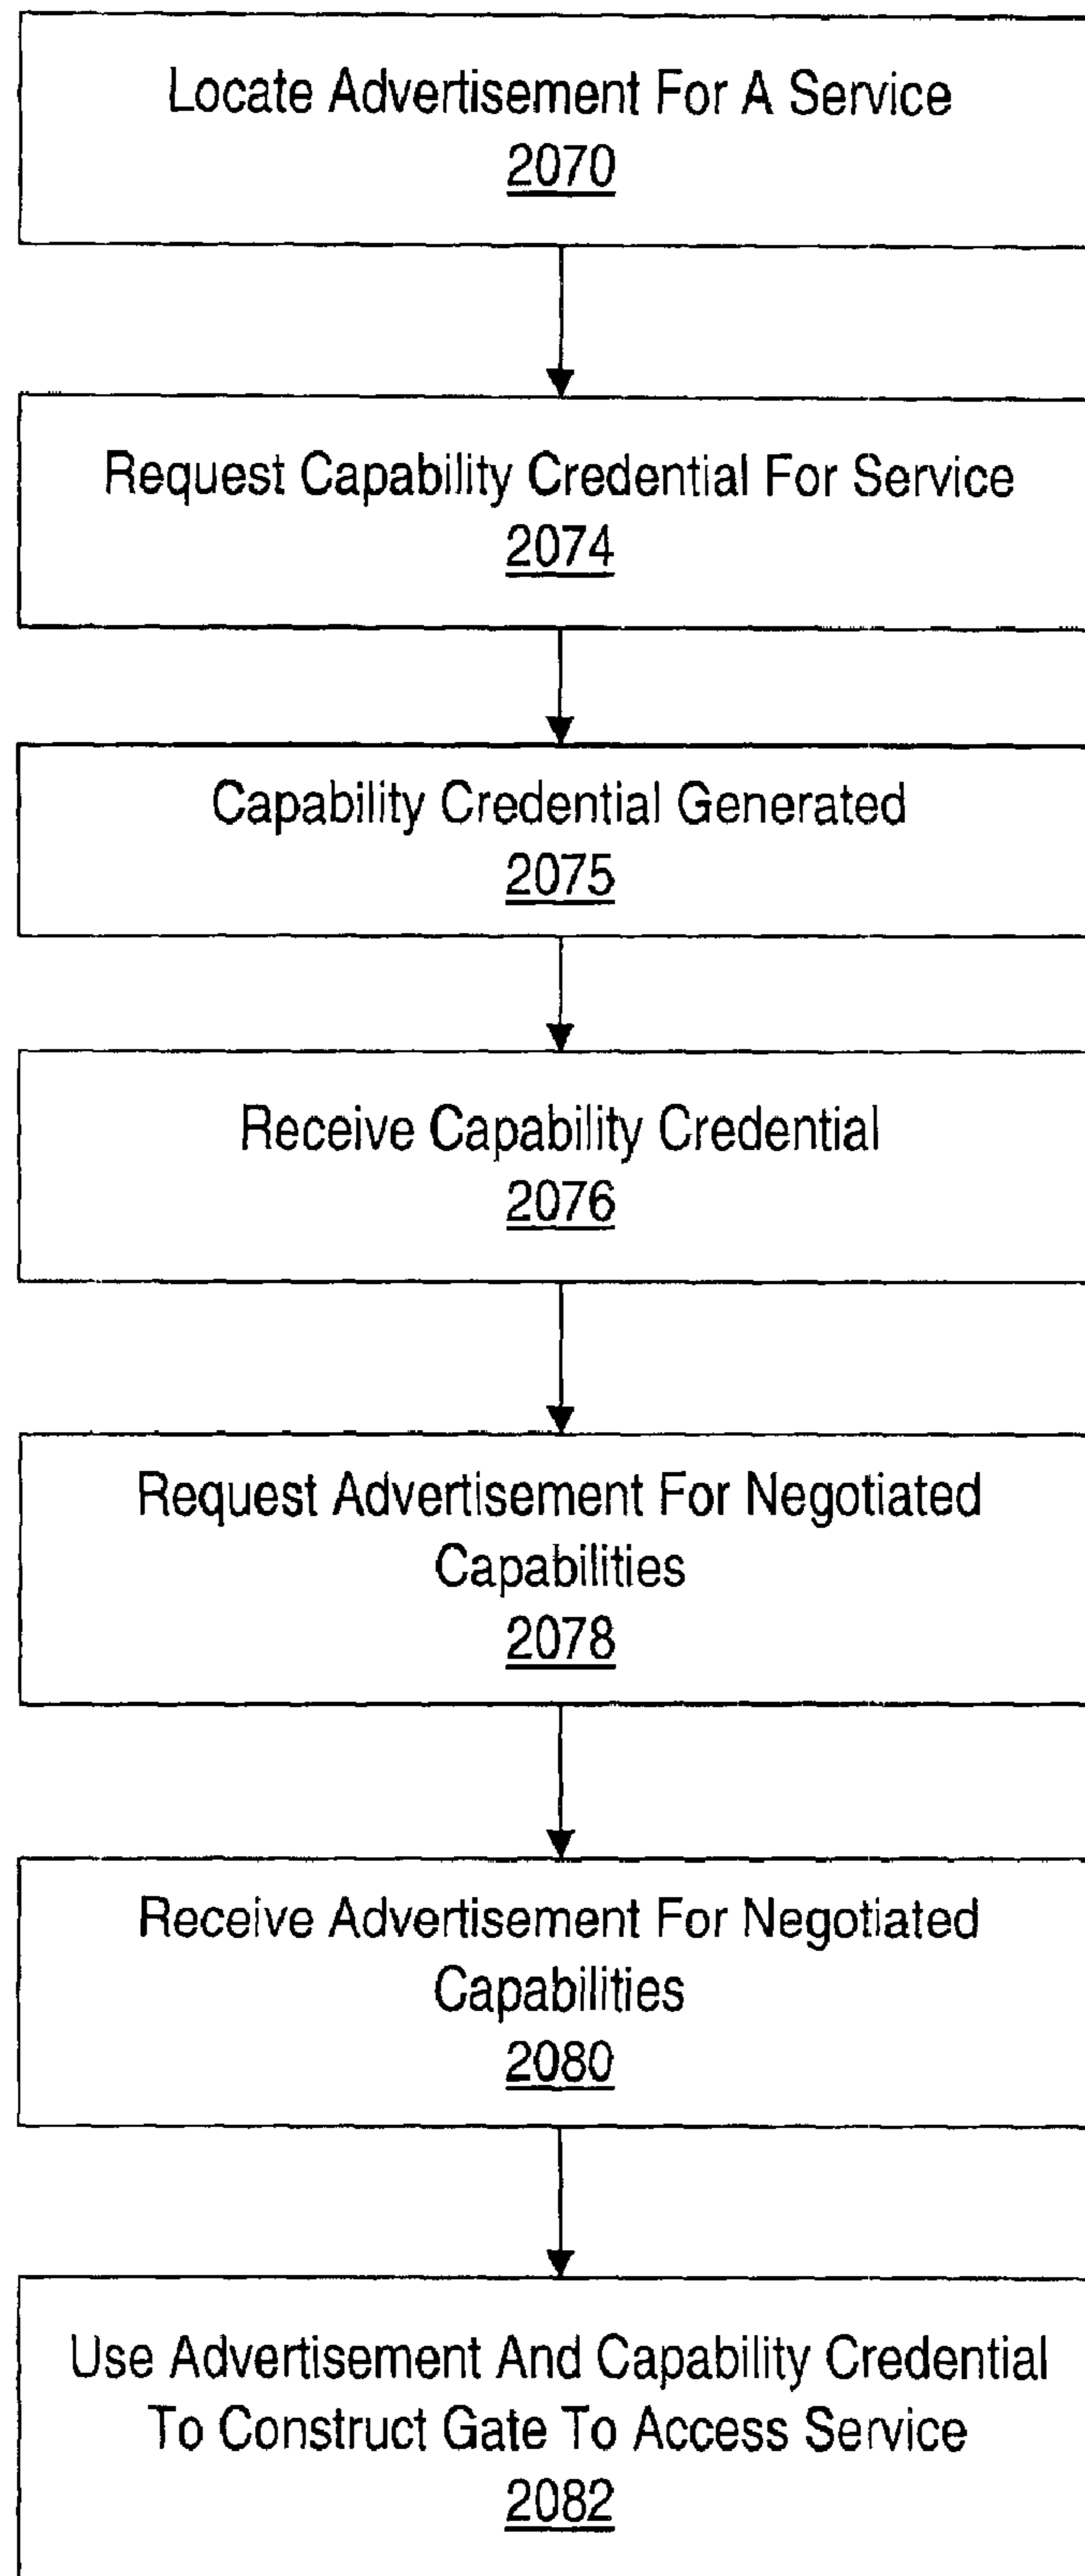 Locate Advertisement For A Service
2070
Request Capability Credential For Service
2074
Capability Credential Generated
2075
Receive Capability Credential
2076
Request Advertisement For Negotiated
Capabilities
2078
Receive Advertisement For Negotiated
Capabilities
2080
Use Advertisement And Capability Credential
To Construct Gate To Access Service
2082